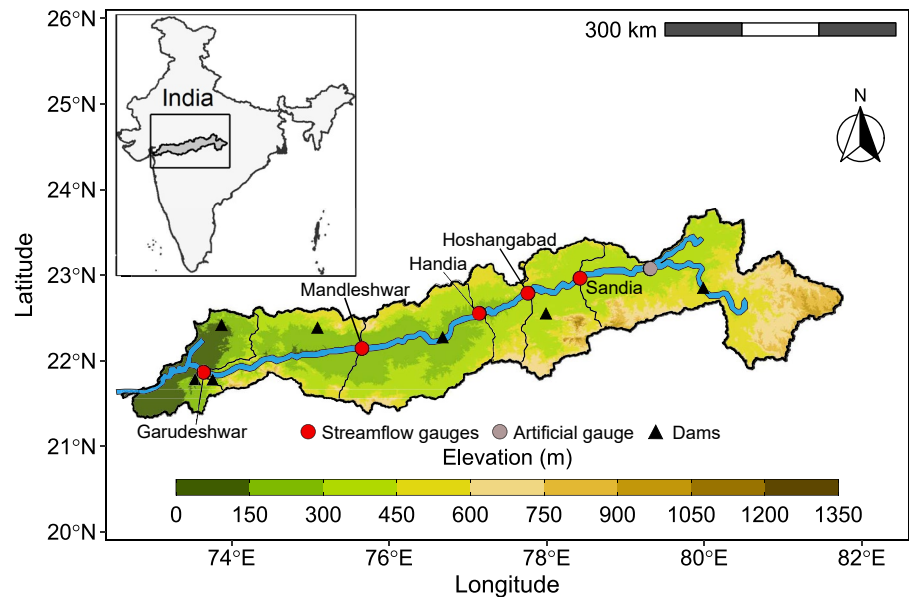 26°N
300 km
India
25°N
N
24°N
Latitude
23°N
Hoshangabad
Handia
Sandia
Mandleshwar
22°N
Garudeshwar
Streamflow gauges Artificial gauge Dams
21°N
Elevation (m)
0 150 300 450 600 750 900 1050 1200 1350
20°N
74°E 76°E 78°E 80°E 82°E
Longitude